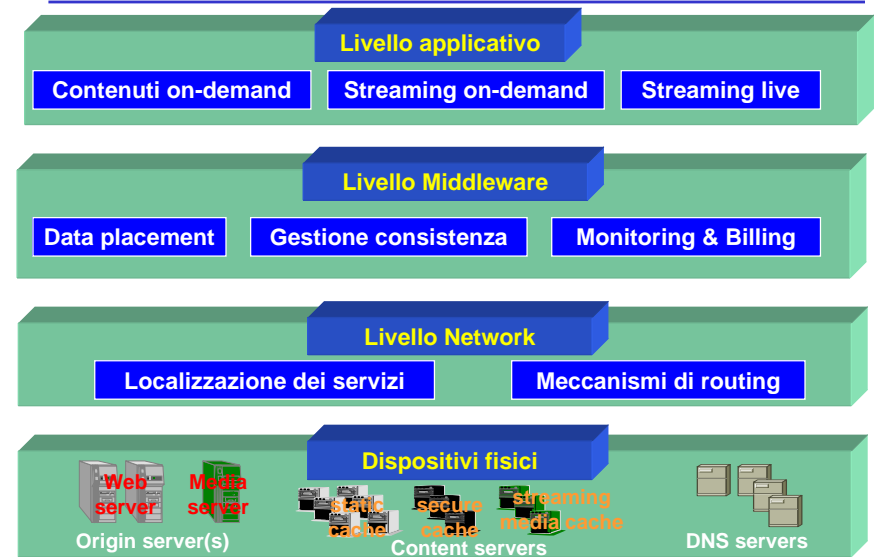 Livello applicativo
Contenuti on-demand
Streaming on-demand
Streaming live
Livello Middleware
Data placement
Gestione consistenza
Monitoring & Billing
Livello Network
Localizzazione dei servizi
Meccanismi di routing
Dispositivi fisici
Web
server
Media
server
static
cache
secure
cache
streaming
media cache
Origin server(s)
Content servers
DNS servers